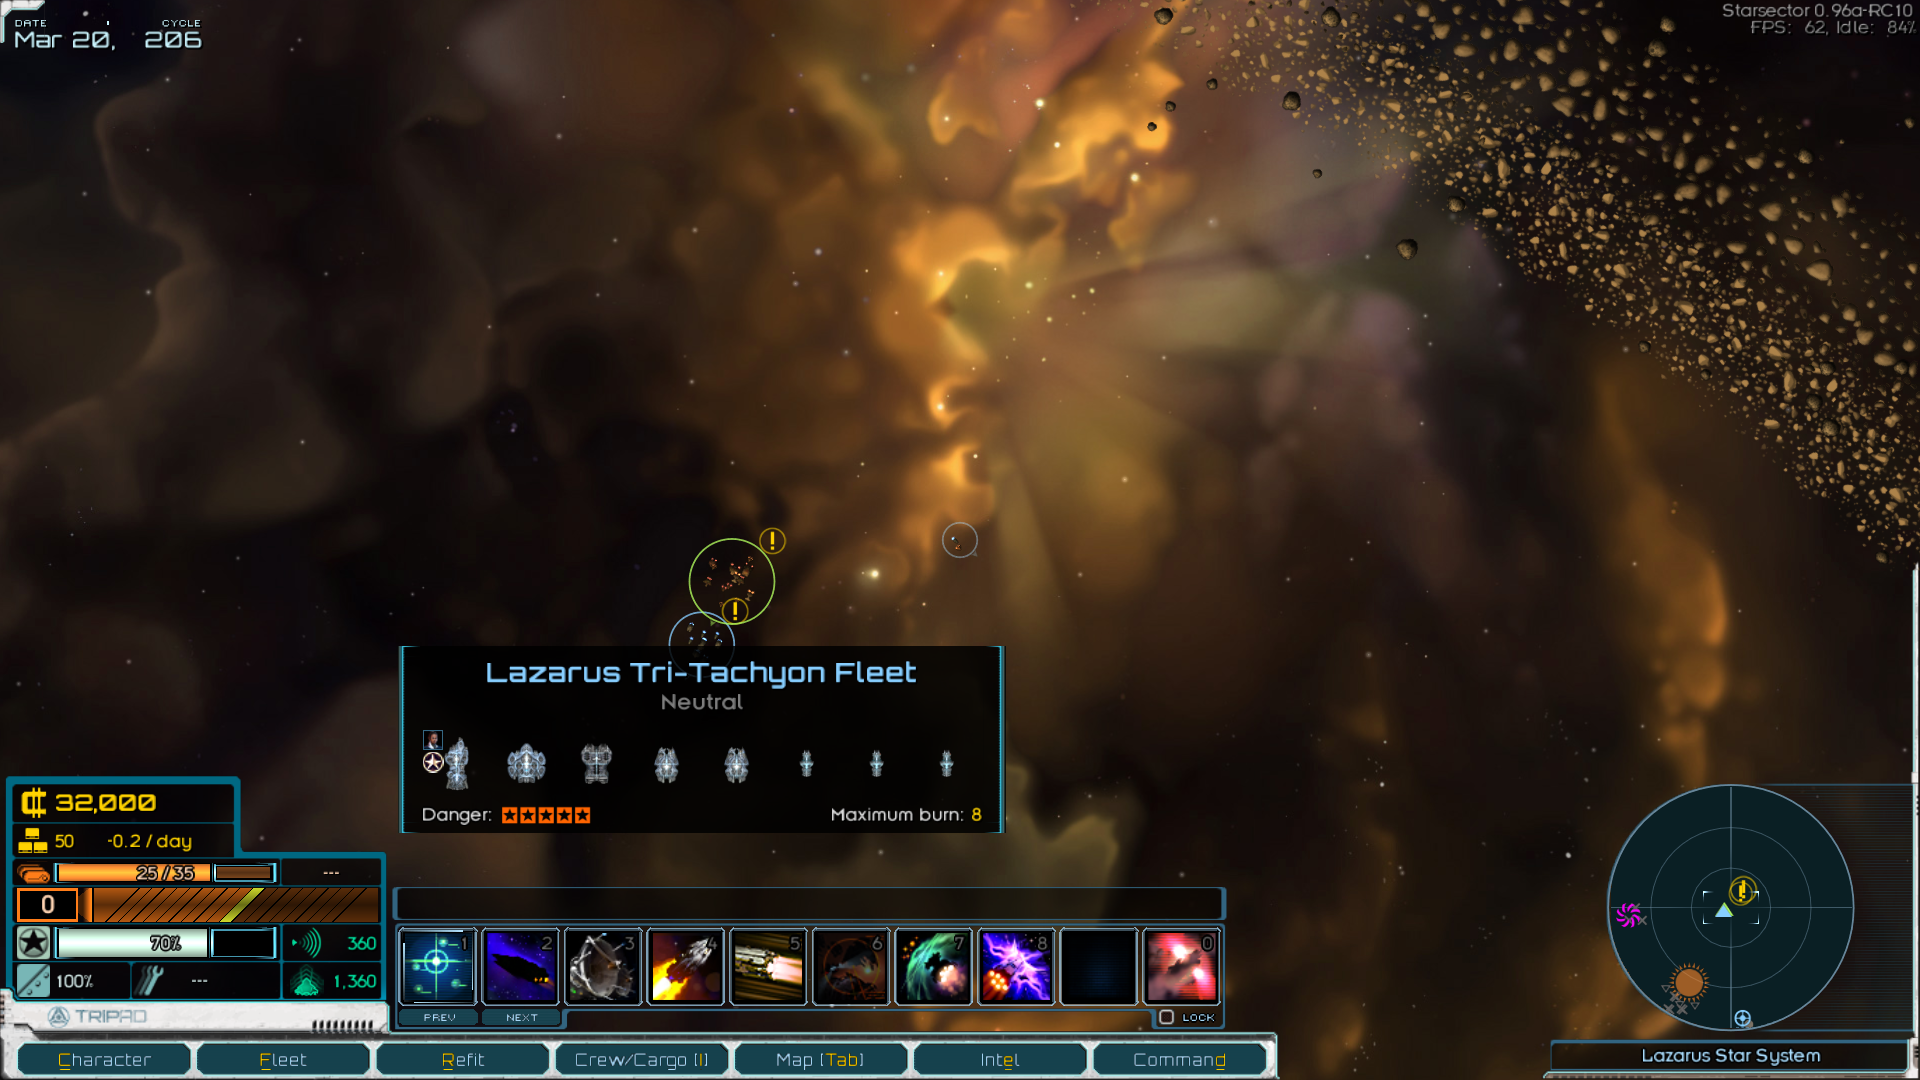 DATE CYCLE
Mar 20, 206
Starsector 0.96a-RC10
FPS: 62, Idle: 84%
!
!
Lazarus Tri-Tachyon Fleet
Neutral
Danger: Maximum burn: 8
32,000
50 -0.2 / day
25 / 35 ---
0
70% 360
100% --- 1,360
TRIPAD
1 2 3 4 5 6 7 8 0
PREV NEXT LOCK
Character Fleet Refit Crew/Cargo [I] Map [Tab] Intel Command
!
Lazarus Star System